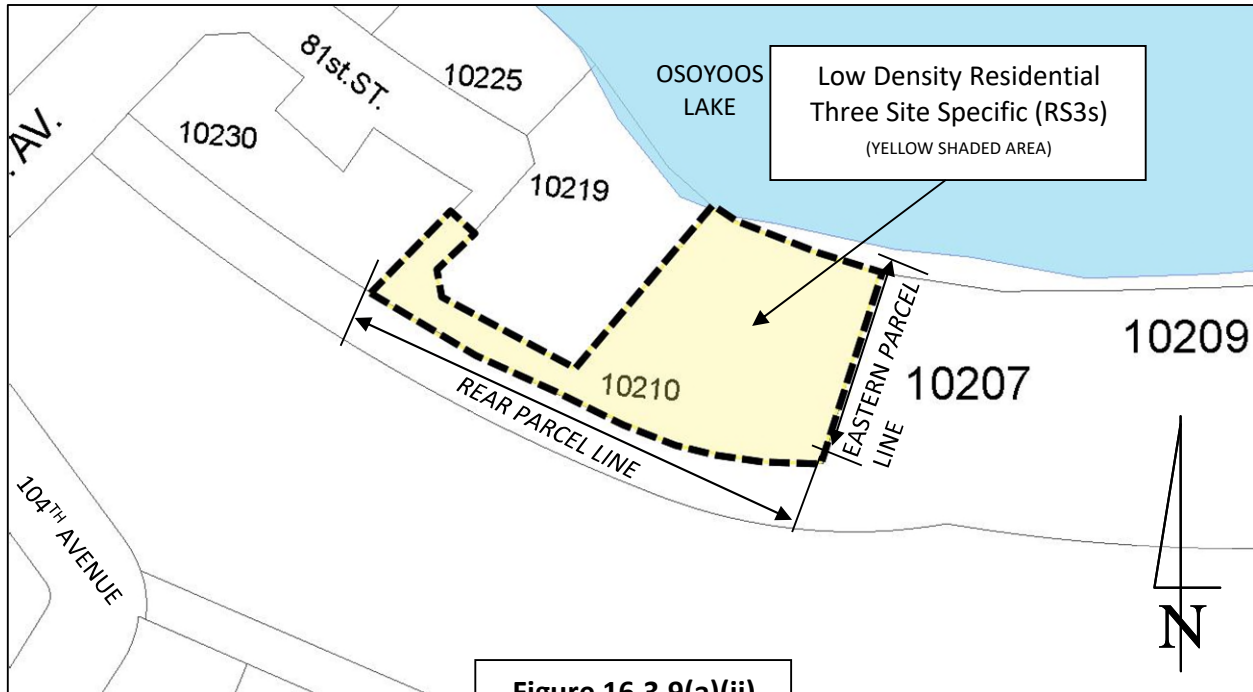 81st.ST.
10225
OSOYOOS
LAKE
Low Density Residential
Three Site Specific (RS3s)
(YELLOW SHADED AREA)
. AV.
10230
10219
10209
10207
10210
EASTERN PARCEL
LINE
REAR PARCEL LINE
104TH AVENUE
N
Figure 16.3.9(a)(ii)